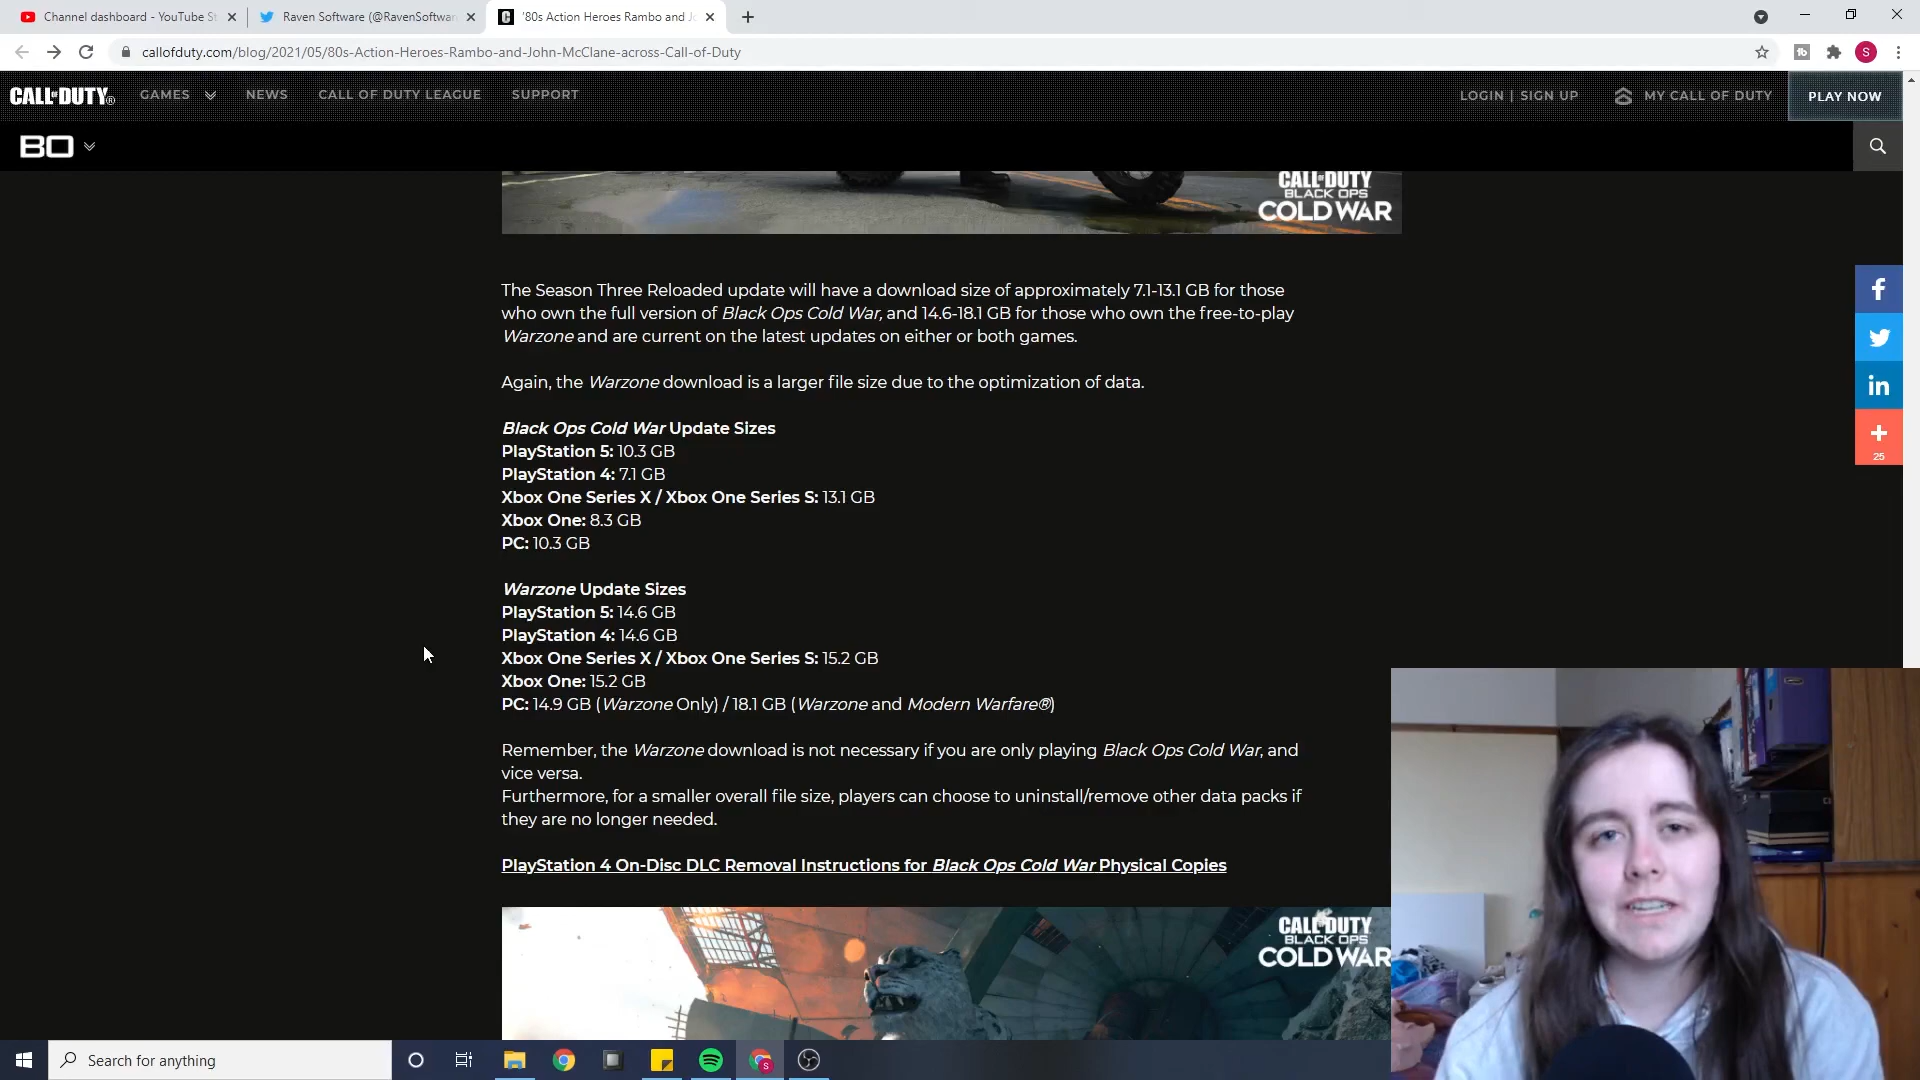 Channel dashboard - YouTube St
Raven Software (@RavenSoftwar
'80s Action Heroes Rambo and Jo
callofduty.com/blog/2021/05/80s-Action-Heroes-Rambo-and-John-McClane-across-Call-of-Duty
S
CALL OF DUTY®
GAMES
NEWS
CALL OF DUTY LEAGUE
SUPPORT
LOGIN | SIGN UP
MY CALL OF DUTY
PLAY NOW
BO
CALL OF DUTY
BLACK OPS
COLD WAR
The Season Three Reloaded update will have a download size of approximately 7.1-13.1 GB for those
who own the full version of Black Ops Cold War, and 14.6-18.1 GB for those who own the free-to-play
Warzone and are current on the latest updates on either or both games.
Again, the Warzone download is a larger file size due to the optimization of data.
Black Ops Cold War Update Sizes
PlayStation 5: 10.3 GB
PlayStation 4: 7.1 GB
Xbox One Series X / Xbox One Series S: 13.1 GB
Xbox One: 8.3 GB
PC: 10.3 GB
Warzone Update Sizes
PlayStation 5: 14.6 GB
PlayStation 4: 14.6 GB
Xbox One Series X / Xbox One Series S: 15.2 GB
Xbox One: 15.2 GB
PC: 14.9 GB (Warzone Only) / 18.1 GB (Warzone and Modern Warfare®)
Remember, the Warzone download is not necessary if you are only playing Black Ops Cold War, and
vice versa.
Furthermore, for a smaller overall file size, players can choose to uninstall/remove other data packs if
they are no longer needed.
PlayStation 4 On-Disc DLC Removal Instructions for Black Ops Cold War Physical Copies
CALL OF DUTY
BLACK OPS
COLD WAR
25
Search for anything